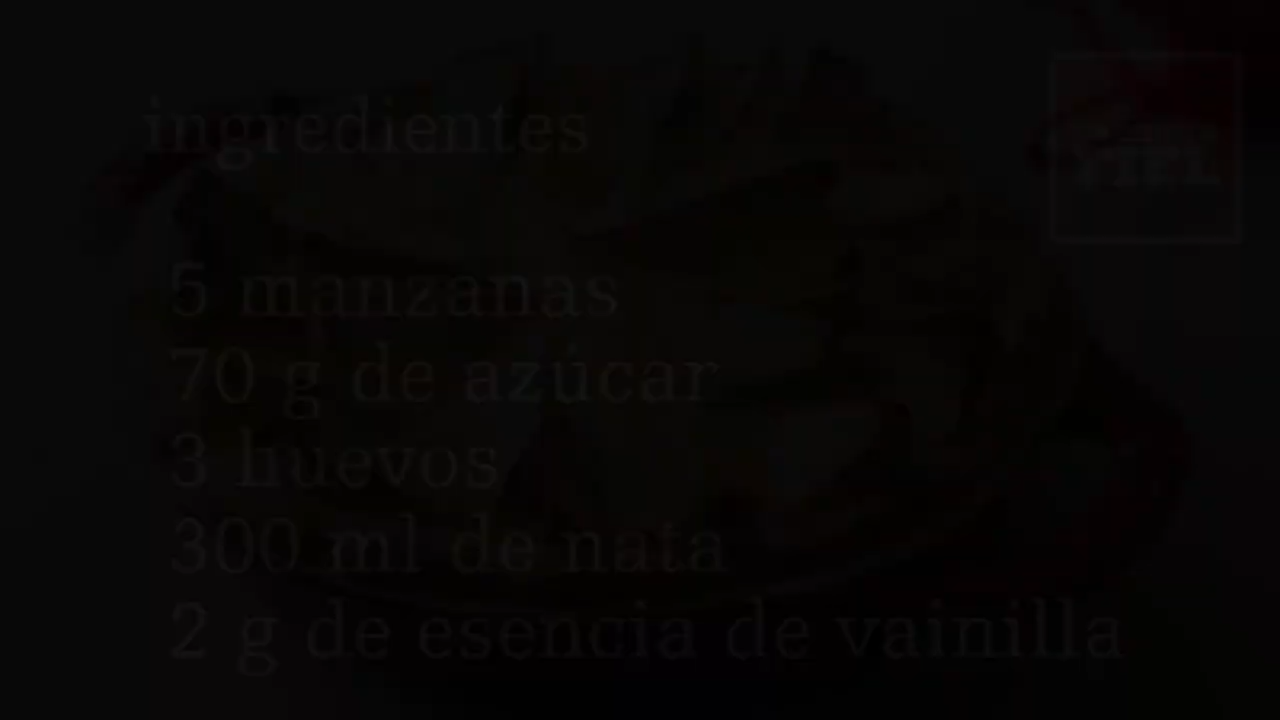 ingredientes
5 manzanas
70 g de azúcar
3 huevos
300 ml de nata
2 g de esencia de vainilla